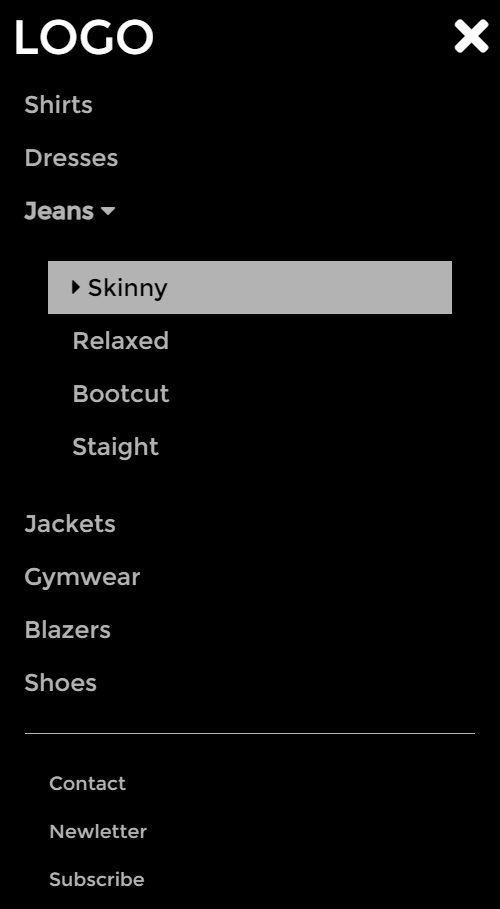 LOGO
Shirts
Dresses
Jeans
Skinny
Relaxed
Bootcut
Staight
Jackets
Gymwear
Blazers
Shoes
Contact
Newletter
Subscribe